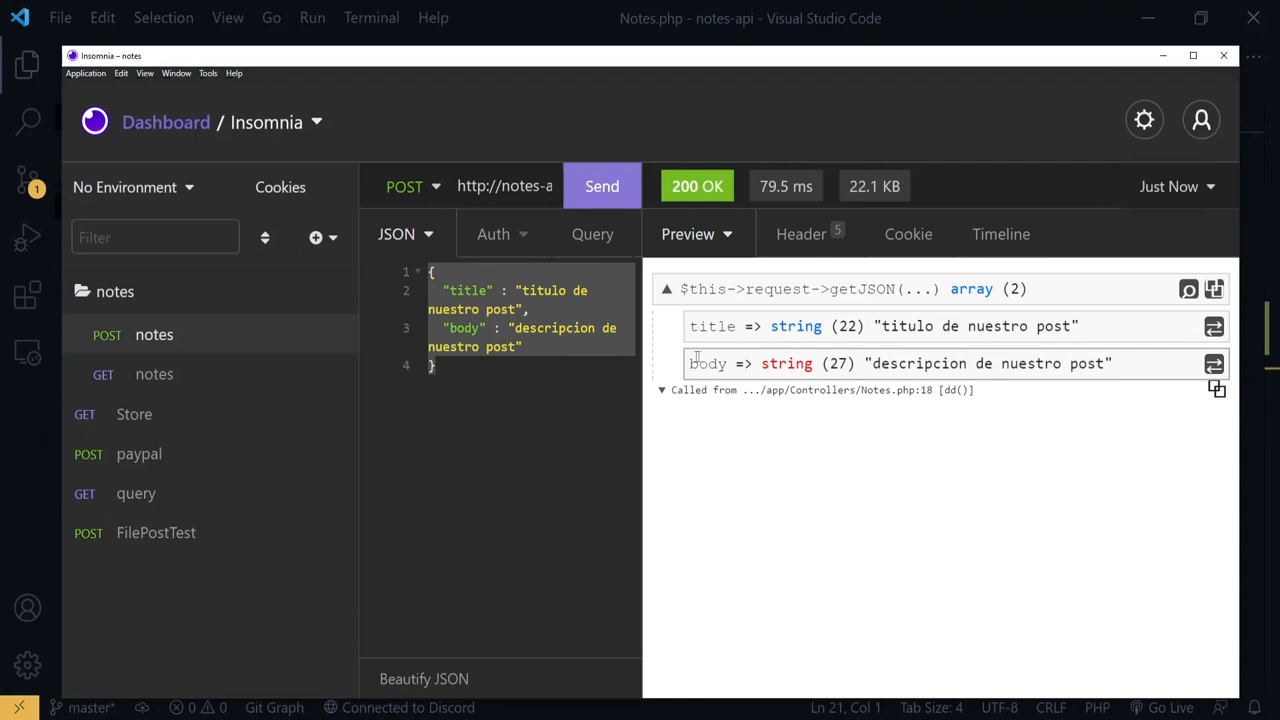 File Edit Selection View Go Run Terminal Help Notes.php - notes-api - Visual Studio Code
Insomnia – notes
Application Edit View Window Tools Help
Dashboard / Insomnia
No Environment Cookies
POST http://notes-a Send
200 OK 79.5 ms 22.1 KB Just Now
Filter
JSON Auth Query
Preview Header 5 Cookie Timeline
notes
POST notes
GET notes
GET Store
POST paypal
GET query
POST FilePostTest
1 {
2 "title" : "titulo de
nuestro post",
3 "body" : "descripcion de
nuestro post"
4 }
Beautify JSON
$this->request->getJSON(...) array (2)
title => string (22) "titulo de nuestro post"
body => string (27) "descripcion de nuestro post"
Called from .../app/Controllers/Notes.php:18 [dd()]
1
master* 0 0 Git Graph Connected to Discord Ln 21, Col 1 Tab Size: 4 UTF-8 CRLF PHP Go Live